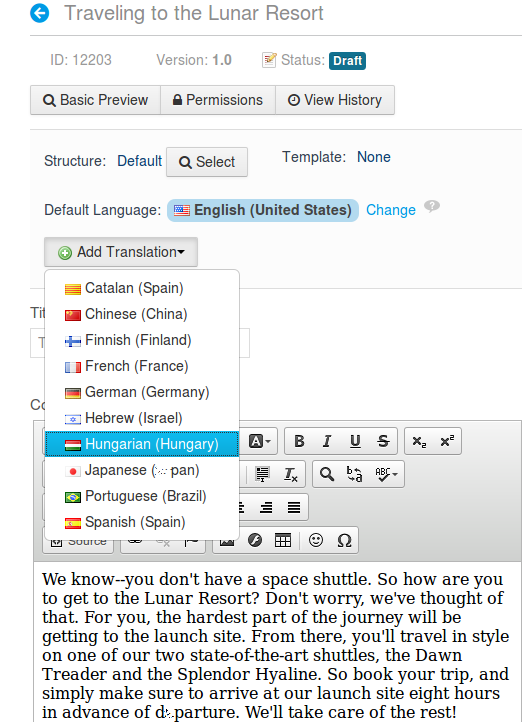 Traveling to the Lunar Resort
ID: 12203 Version: 1.0 Status: Draft
Basic Preview Permissions View History
Structure: Default Select Template: None
Default Language: English (United States) Change ?
Add Translation
Catalan (Spain)
Chinese (China)
Finnish (Finland)
French (France)
German (Germany)
Hebrew (Israel)
Hungarian (Hungary)
Japanese
Portuguese (Brazil)
Spanish (Spain)
A B I U S x₂ x²
Ix ABC
Source Ω
We know--you don't have a space shuttle. So how are you
to get to the Lunar Resort? Don't worry, we've thought of
that. For you, the hardest part of the journey will be
getting to the launch site. From there, you'll travel in style
on one of our two state-of-the-art shuttles, the Dawn
Treader and the Splendor Hyaline. So book your trip, and
simply make sure to arrive at our launch site eight hours
in advance of departure. We'll take care of the rest!